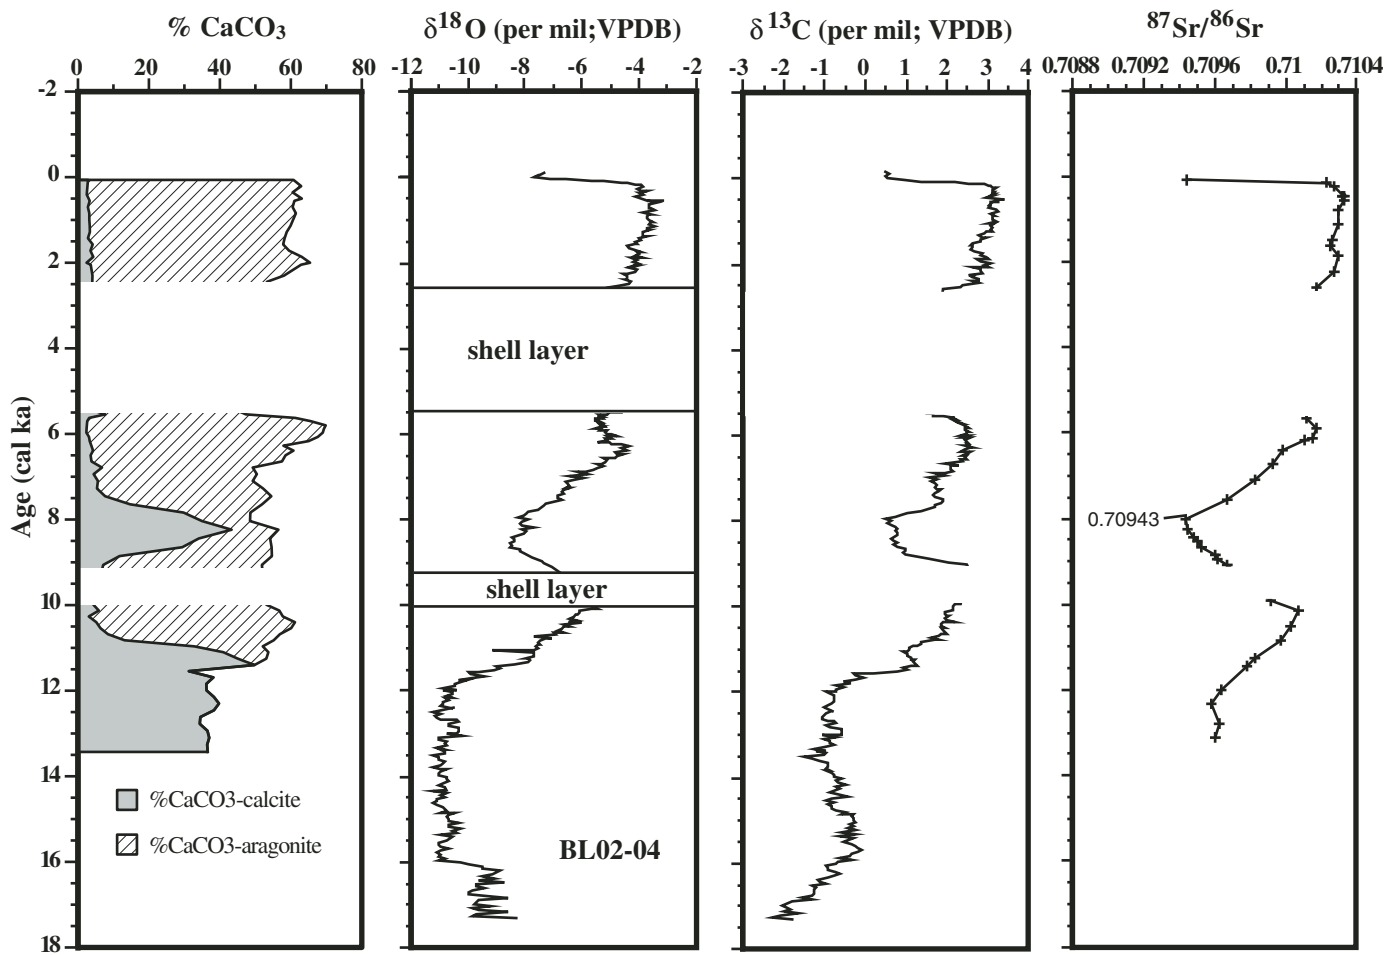 % CaCO3
δ18O (per mil;VPDB)
δ 13C (per mil; VPDB)
87Sr/86Sr
0 20 40 60 80
-12 -10 -8 -6 -4 -2
-3 -2 -1 0 1 2 3 4
0.7088 0.7092 0.7096 0.71 0.7104
Age (cal ka)
-2
0
2
4
6
8
10
12
14
16
18
shell layer
shell layer
0.70943
%CaCO3-calcite
%CaCO3-aragonite
BL02-04